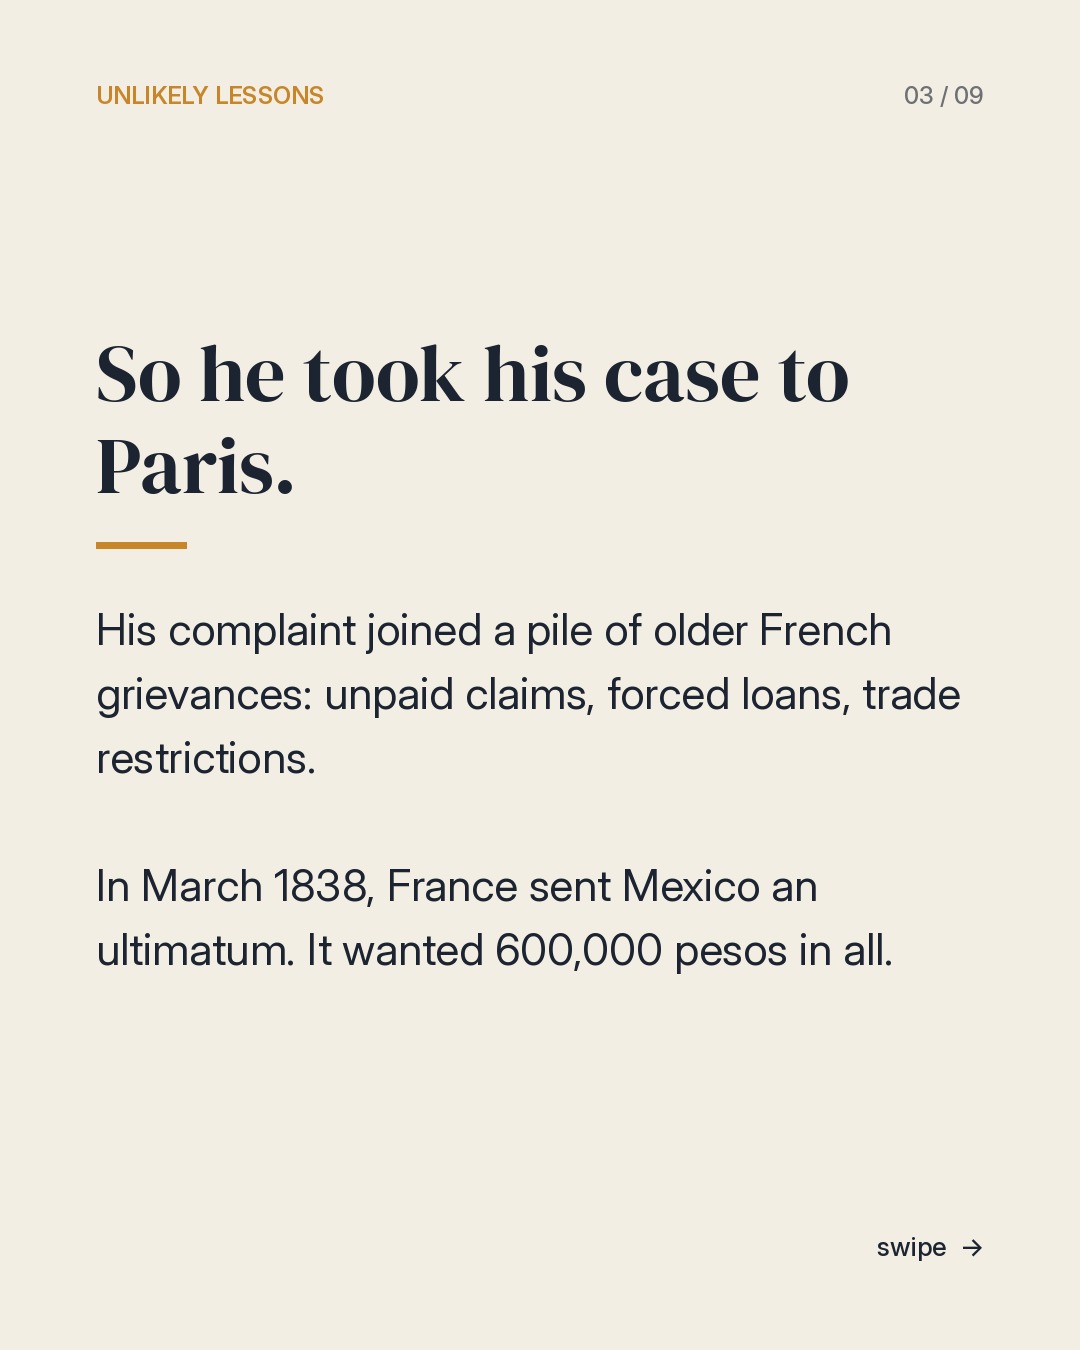 UNLIKELY LESSONS
03 / 09
So he took his case to
Paris.
His complaint joined a pile of older French
grievances: unpaid claims, forced loans, trade
restrictions.
In March 1838, France sent Mexico an
ultimatum. It wanted 600,000 pesos in all.
swipe →